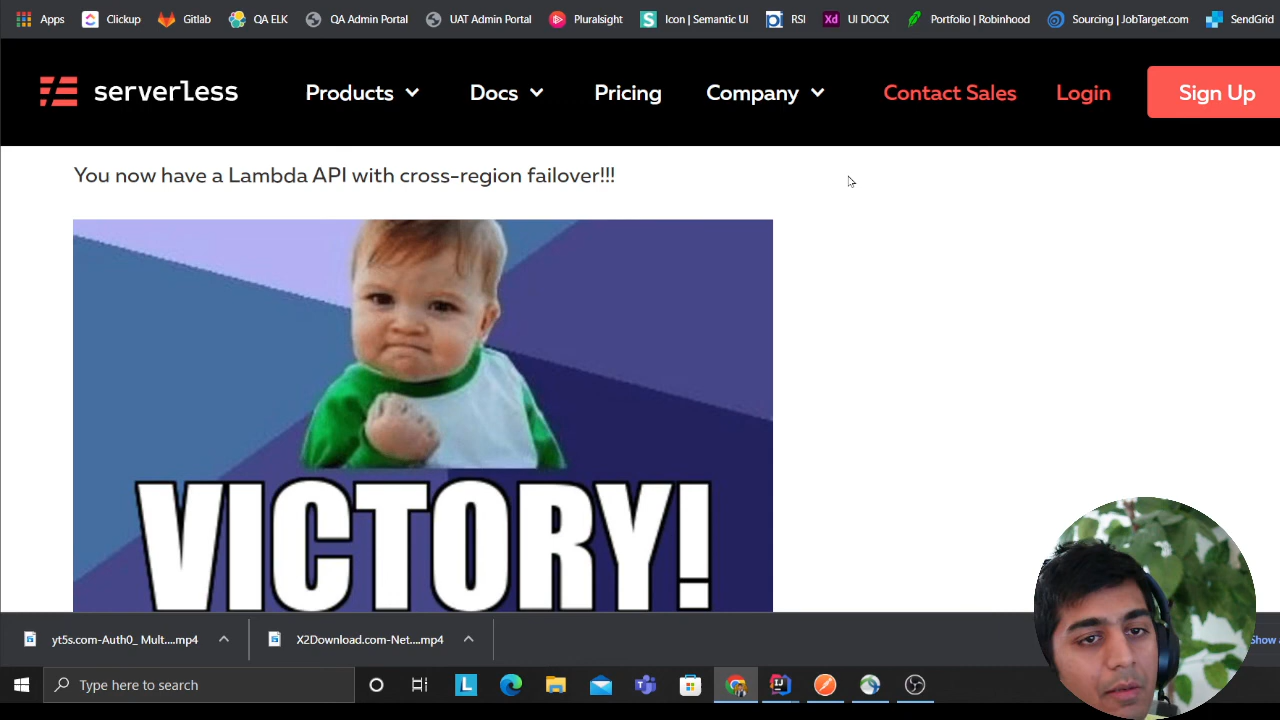 Apps Clickup Gitlab QA ELK QA Admin Portal UAT Admin Portal Pluralsight Icon | Semantic UI RSI UI DOCX Portfolio | Robinhood Sourcing | JobTarget.com SendGrid
serverless Products Docs Pricing Company Contact Sales Login Sign Up
You now have a Lambda API with cross-region failover!!!
VICTORY!
yt5s.com-Auth0_ Mult....mp4 X2Download.com-Net....mp4 Show a
Type here to search